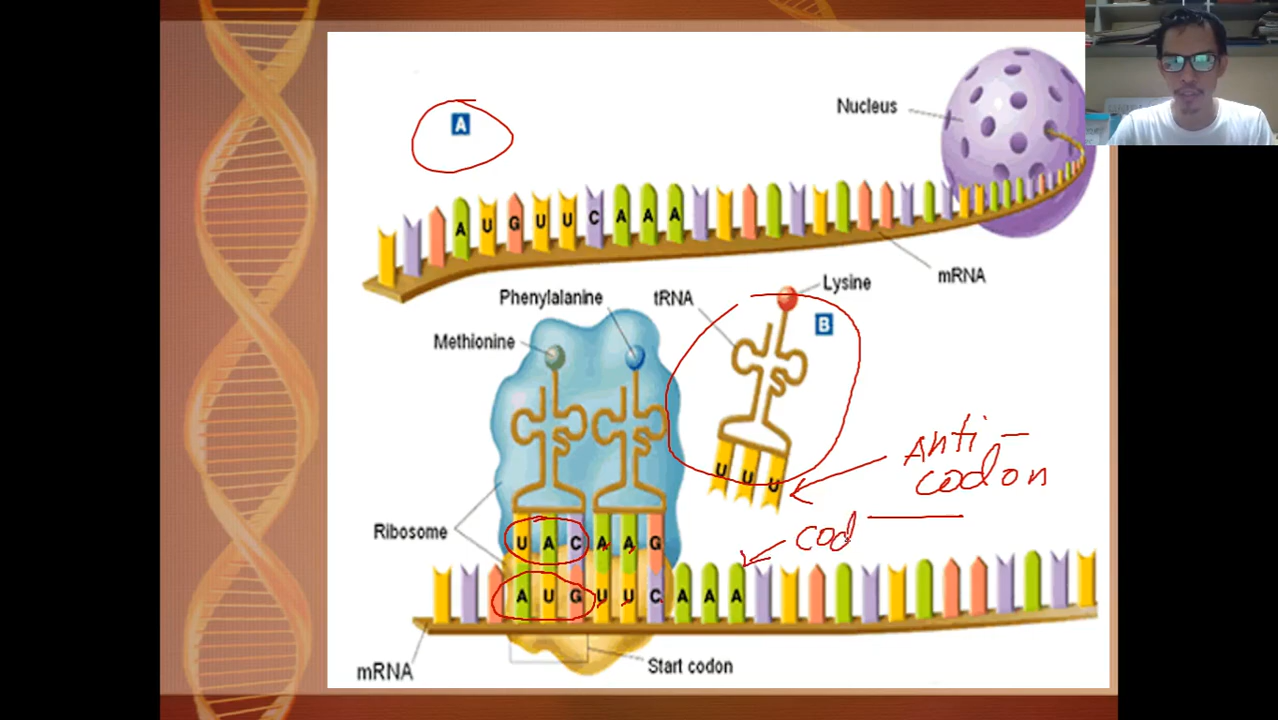 A
Nucleus
A U G U U C A A A
mRNA
Phenylalanine
tRNA
Lysine
Methionine
B
Anti-
codon
U U U
Ribosome
cod
U A C A A G
A U G U U C A A A
Start codon
mRNA